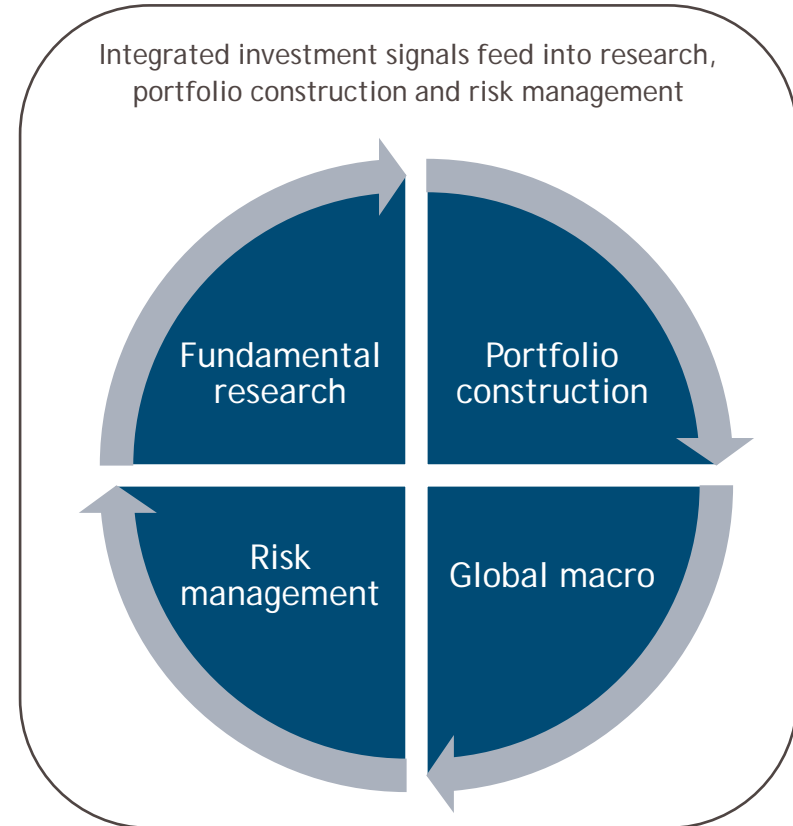 Integrated investment signals feed into research,
portfolio construction and risk management
Fundamental
research
Portfolio
construction
Risk
management
Global macro